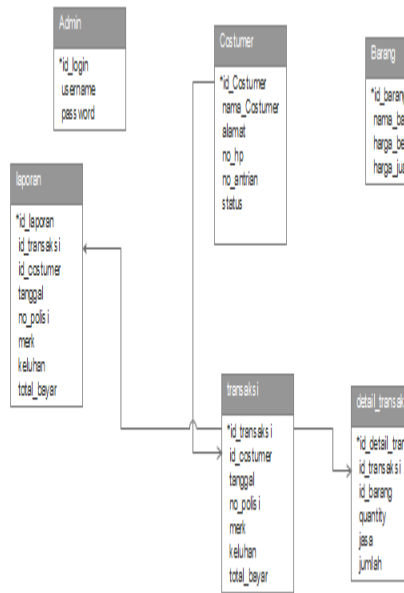 Admin
*id_login
username
password
Costumer
*id_Costumer
nama_Costumer
alamat
no_hp
no_antrian
status
Barang
laporan
*id_laporan
id_transaksi
id_costumer
tanggal
no_polisi
merk
keluhan
total_bayar
transaksi
*id_transaksi
id_costumer
tanggal
no_polisi
merk
keluhan
total_bayar
id_transaksi
id_barang
quantity
jasa
jumlah